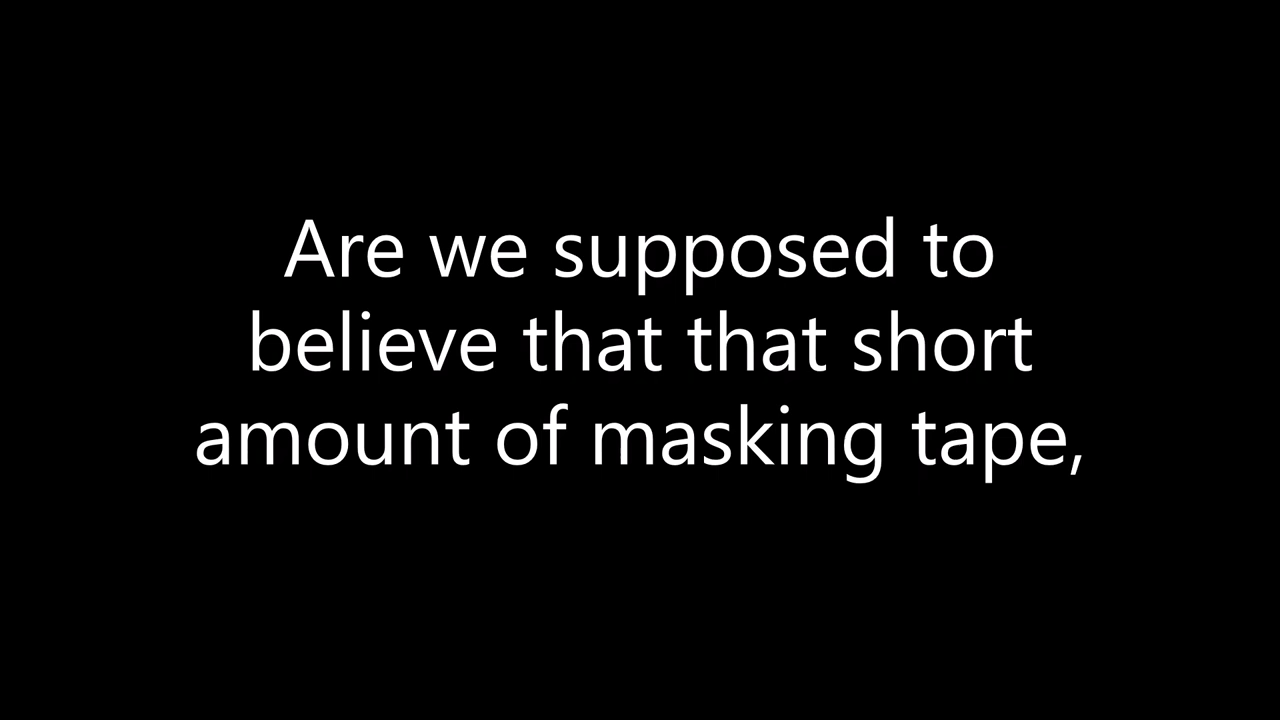 Are we supposed to
believe that that short
amount of masking tape,